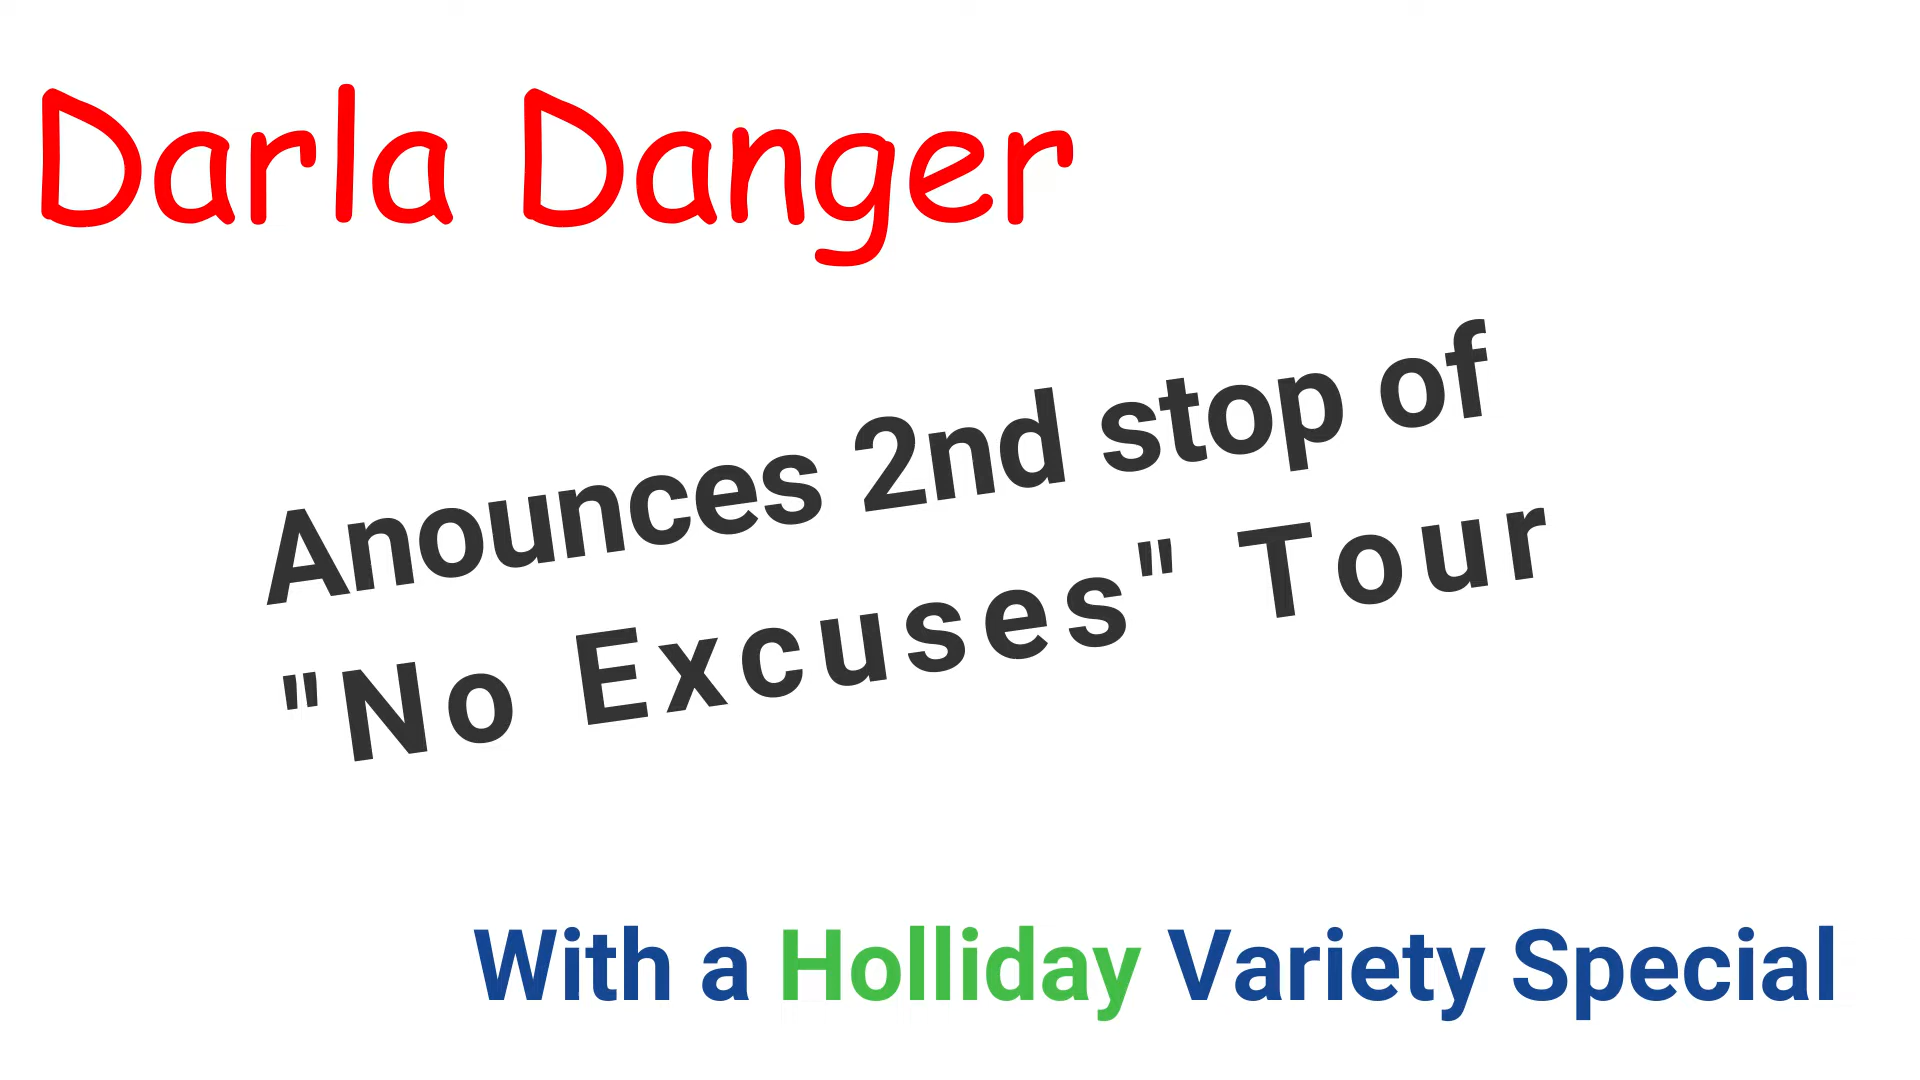 Darla Danger
Anounces 2nd stop of
"No Excuses" Tour
With a Holliday Variety Special